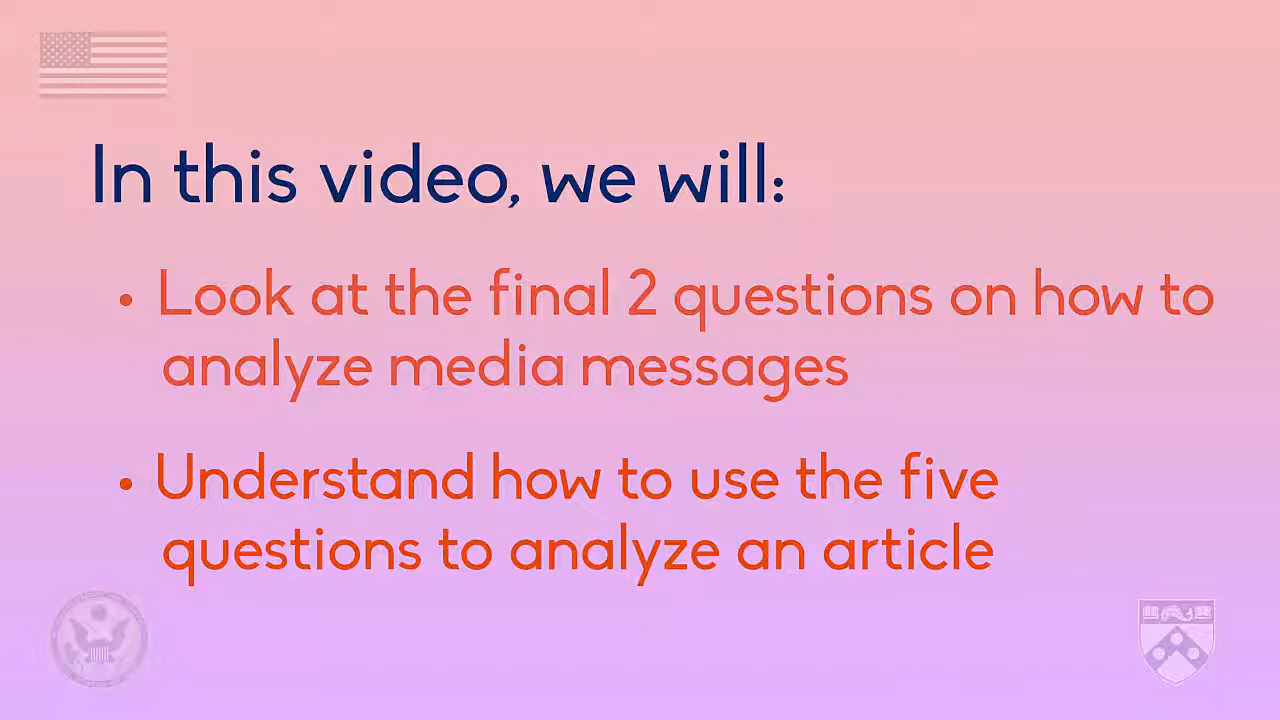 In this video, we will:
• Look at the final 2 questions on how to
analyze media messages
• Understand how to use the five
questions to analyze an article